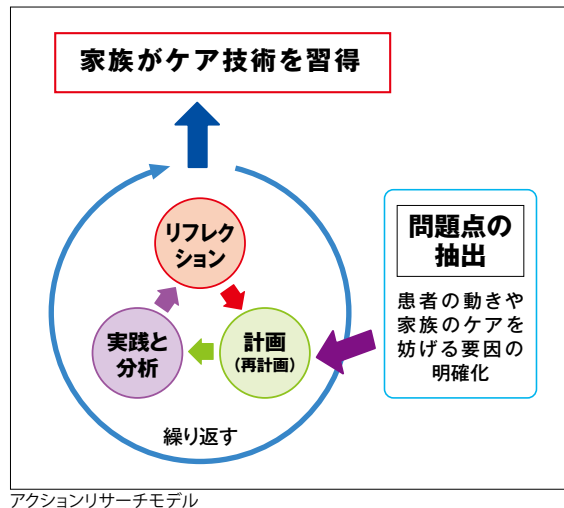 家族がケア技術を習得
リフレク
ション
実践と
分析
計画
(再計画)
繰り返す
問題点の
抽出
患者の動きや
家族のケアを
妨げる要因の
明確化
アクションリサーチモデル